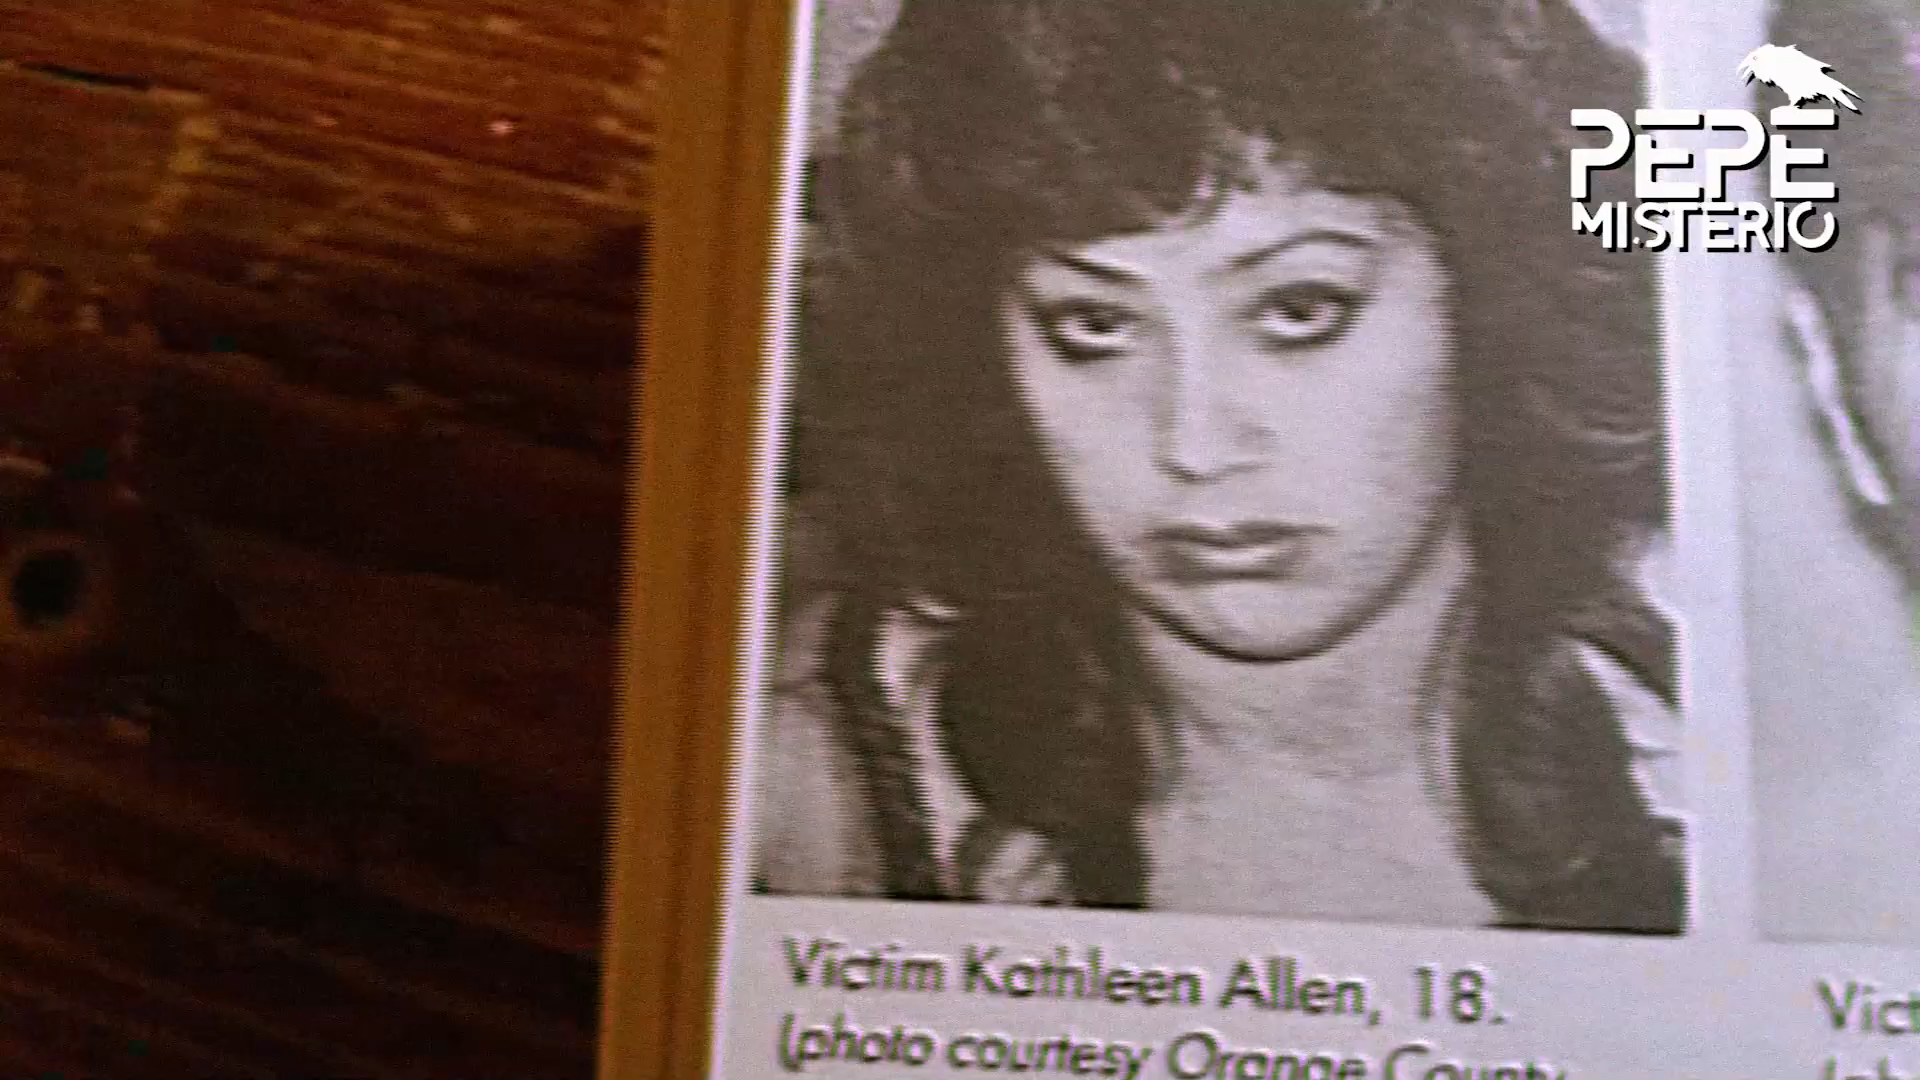 PEPE
MISTERIO
Victim Kathleen Allen, 18.
(photo courtesy Orange County
Vict